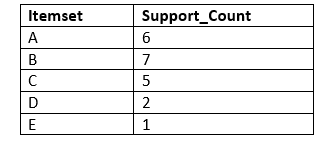 Itemset Support_Count
A 6
B 7
C 5
D 2
E 1